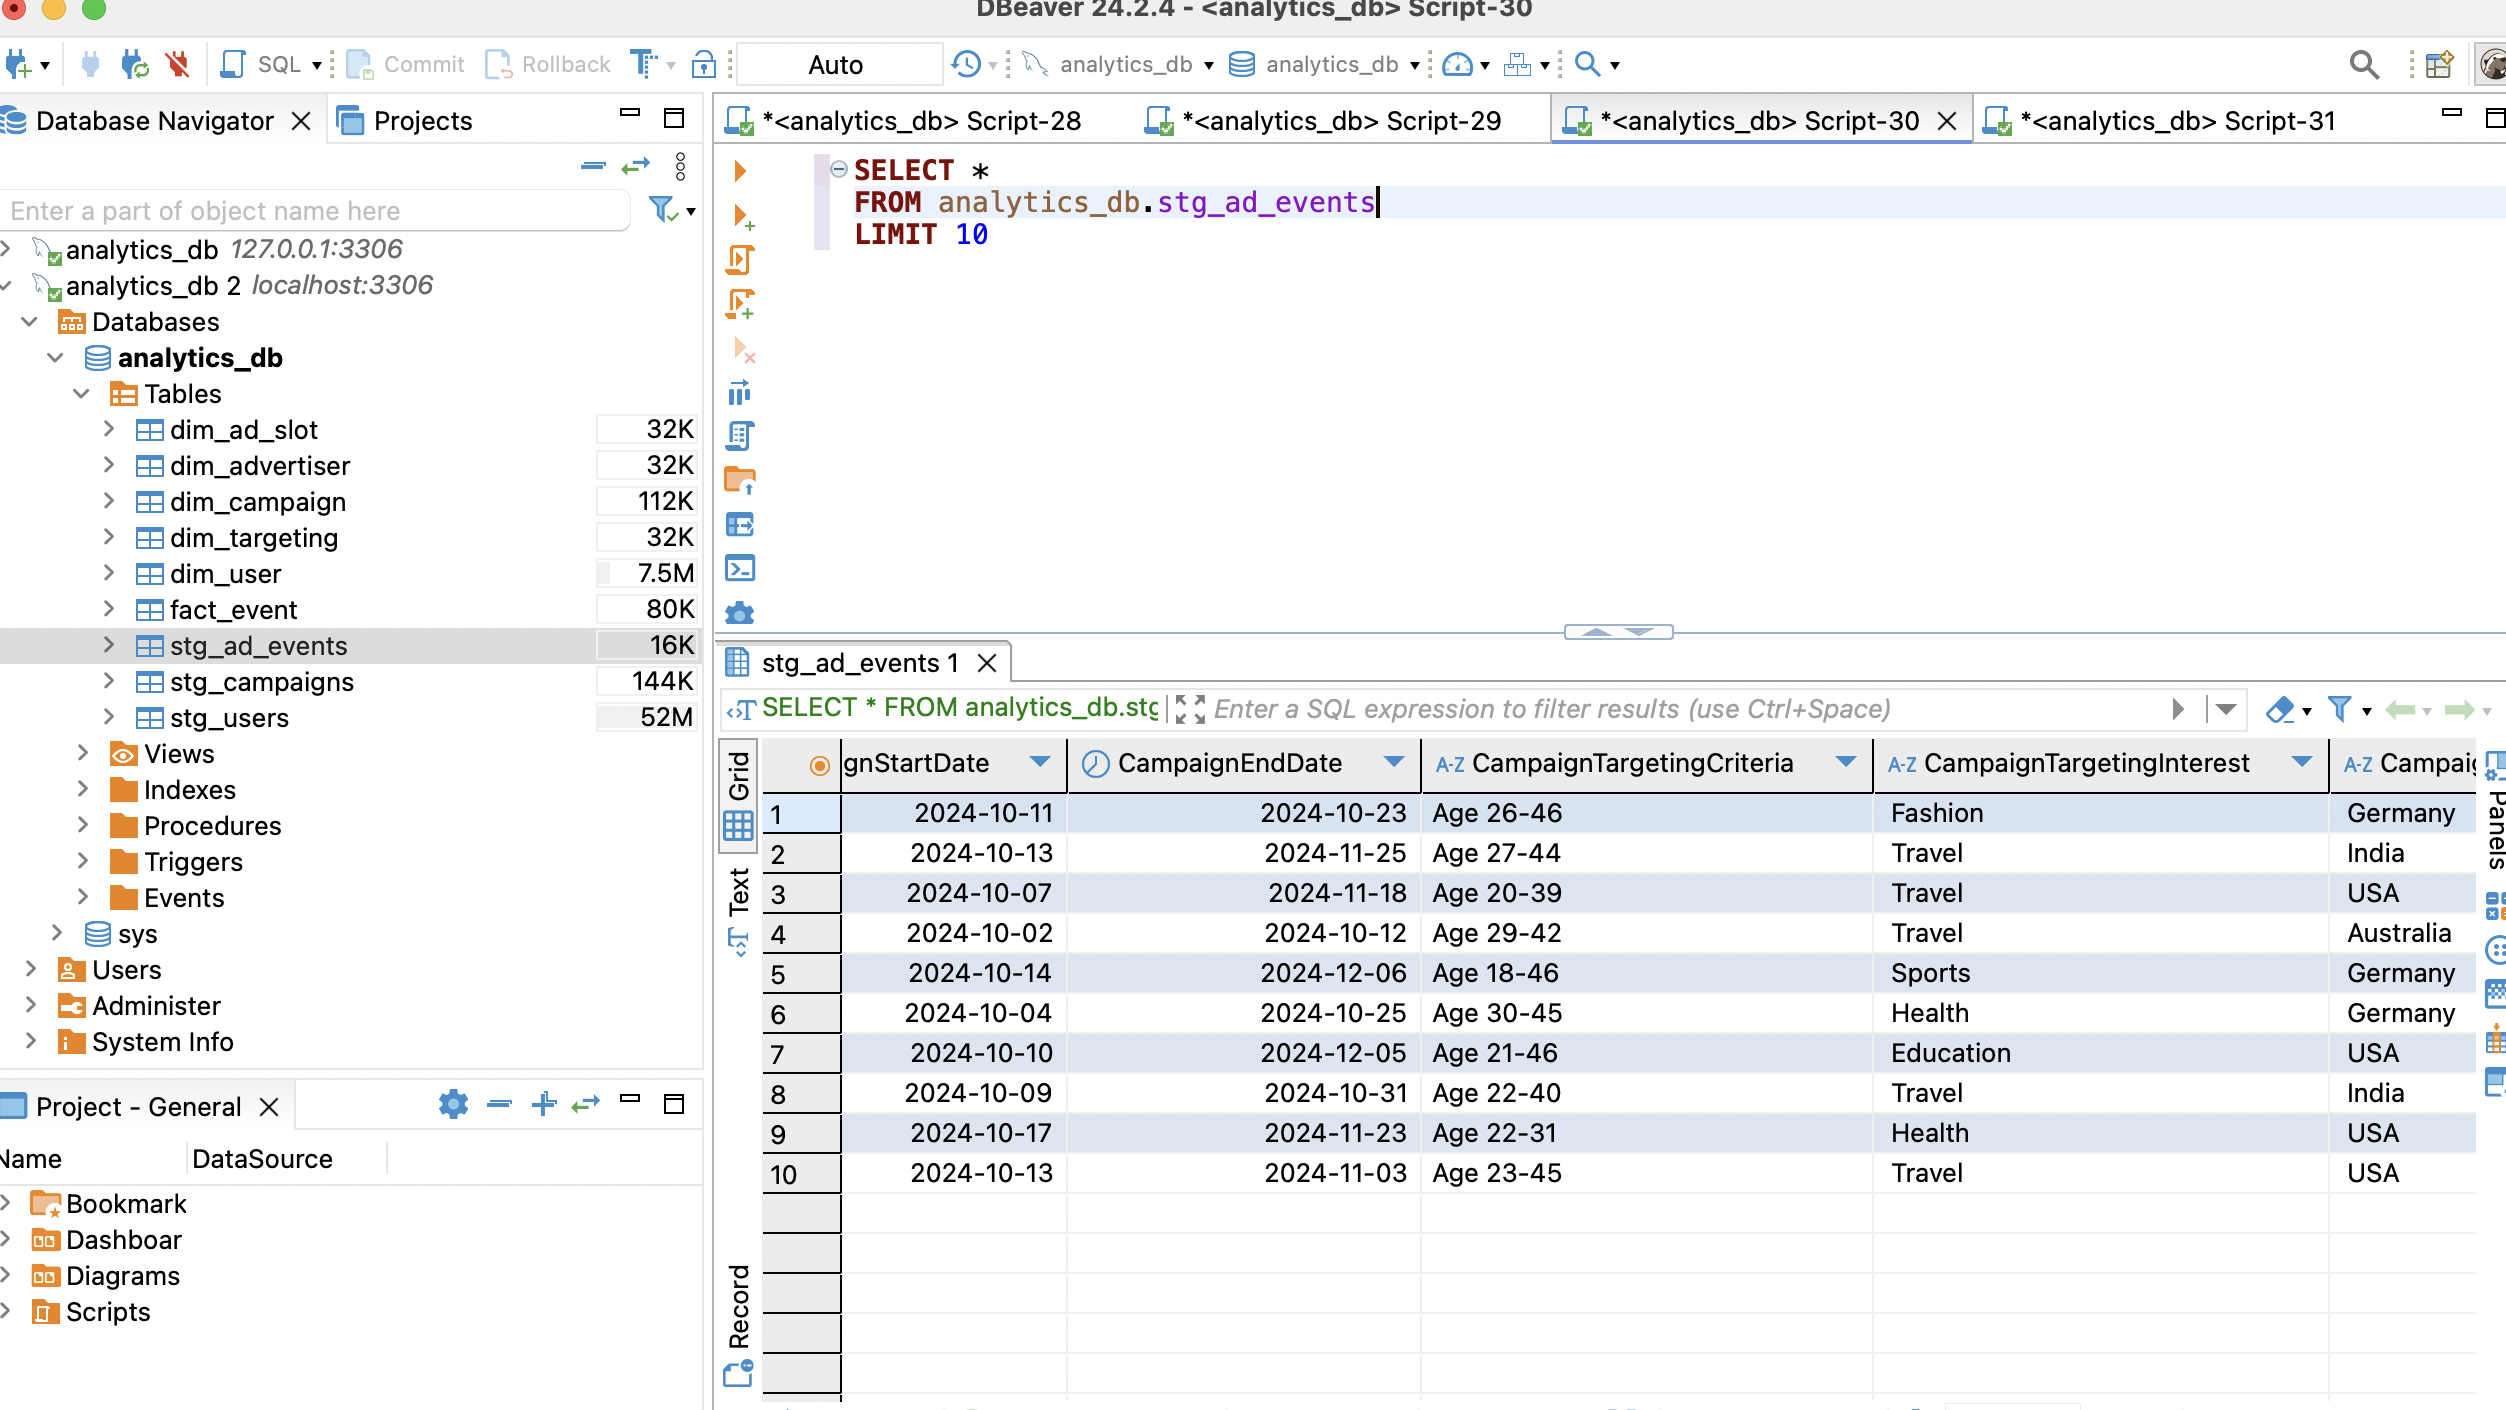 DBeaver 24.2.4 - <analytics_db> Script-30
SQL
Commit
Rollback
Auto
analytics_db
analytics_db
Database Navigator
Projects
Enter a part of object name here
analytics_db 127.0.0.1:3306
analytics_db 2 localhost:3306
Databases
analytics_db
Tables
dim_ad_slot 32K
dim_advertiser 32K
dim_campaign 112K
dim_targeting 32K
dim_user 7.5M
fact_event 80K
stg_ad_events 16K
stg_campaigns 144K
stg_users 52M
Views
Indexes
Procedures
Triggers
Events
sys
Users
Administer
System Info
Project - General
Name DataSource
Bookmark
Dashboar
Diagrams
Scripts
*<analytics_db> Script-28
*<analytics_db> Script-29
*<analytics_db> Script-30
*<analytics_db> Script-31
SELECT *
FROM analytics_db.stg_ad_events
LIMIT 10
stg_ad_events 1
SELECT * FROM analytics_db.stg
Enter a SQL expression to filter results (use Ctrl+Space)
Grid
Text
Record
Panels
gnStartDate CampaignEndDate A-Z CampaignTargetingCriteria A-Z CampaignTargetingInterest A-Z Campaig
1 2024-10-11 2024-10-23 Age 26-46 Fashion Germany
2 2024-10-13 2024-11-25 Age 27-44 Travel India
3 2024-10-07 2024-11-18 Age 20-39 Travel USA
4 2024-10-02 2024-10-12 Age 29-42 Travel Australia
5 2024-10-14 2024-12-06 Age 18-46 Sports Germany
6 2024-10-04 2024-10-25 Age 30-45 Health Germany
7 2024-10-10 2024-12-05 Age 21-46 Education USA
8 2024-10-09 2024-10-31 Age 22-40 Travel India
9 2024-10-17 2024-11-23 Age 22-31 Health USA
10 2024-10-13 2024-11-03 Age 23-45 Travel USA